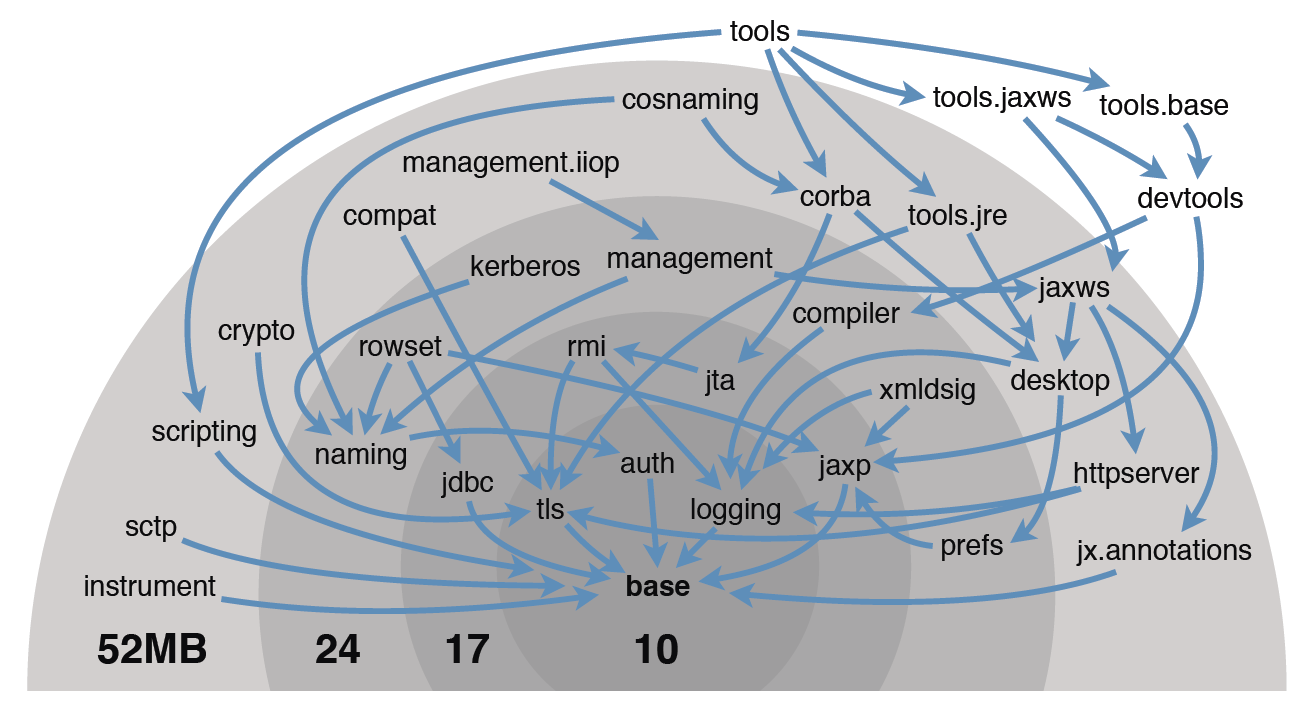 tools
cosnaming
tools.jaxws
tools.base
management.iiop
corba
devtools
compat
tools.jre
kerberos
management
jaxws
compiler
crypto
rowset
rmi
jta
desktop
xmldsig
scripting
naming
auth
jaxp
httpserver
jdbc
tls
logging
sctp
prefs
jx.annotations
instrument
base
52MB 24 17 10